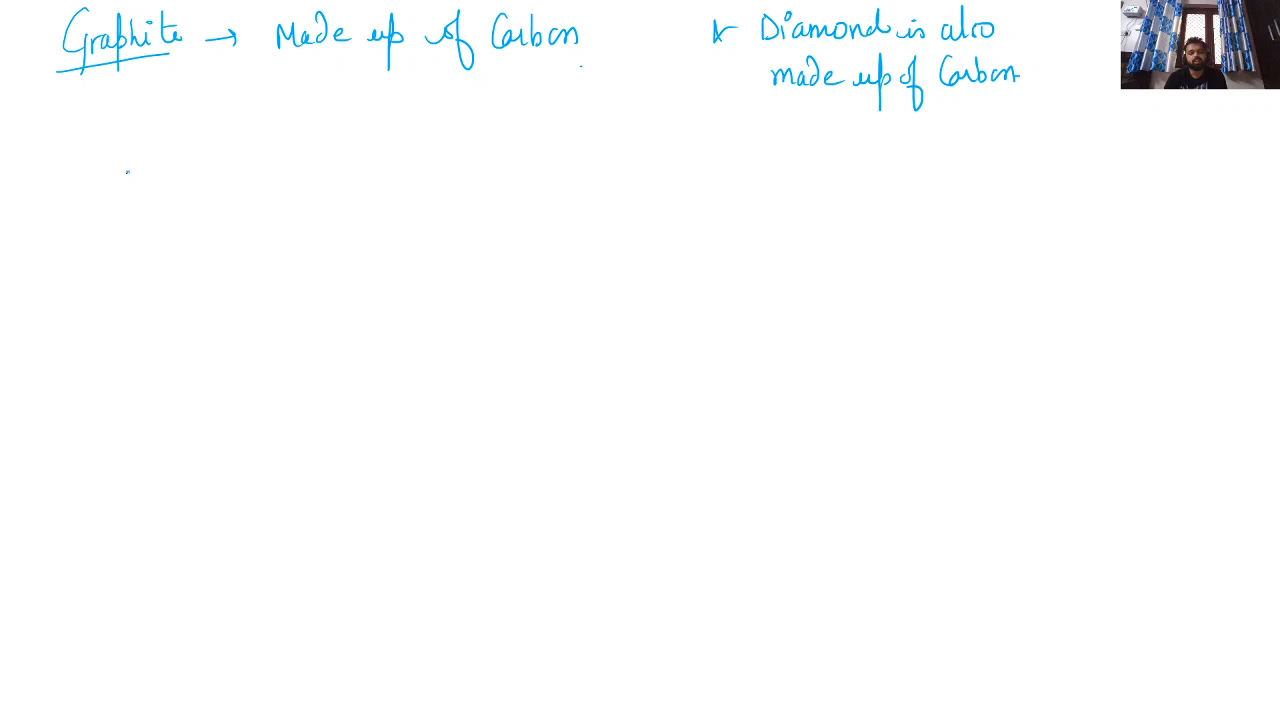 Graphite → Made up of Carbon
* Diamond is also
made up of Carbon